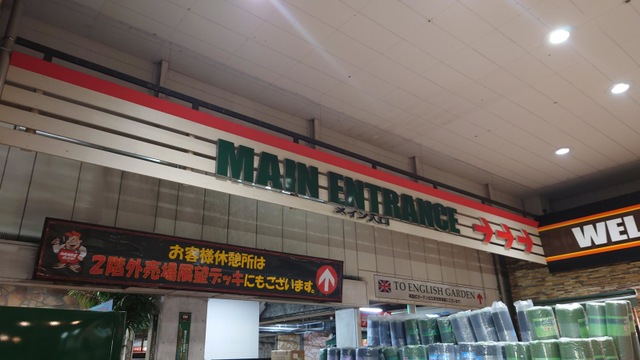 MAIN ENTRANCE
メイン入口
WEL
お客様休憩所は
2階外売場展望デッキにもございます。
TO ENGLISH GARDEN